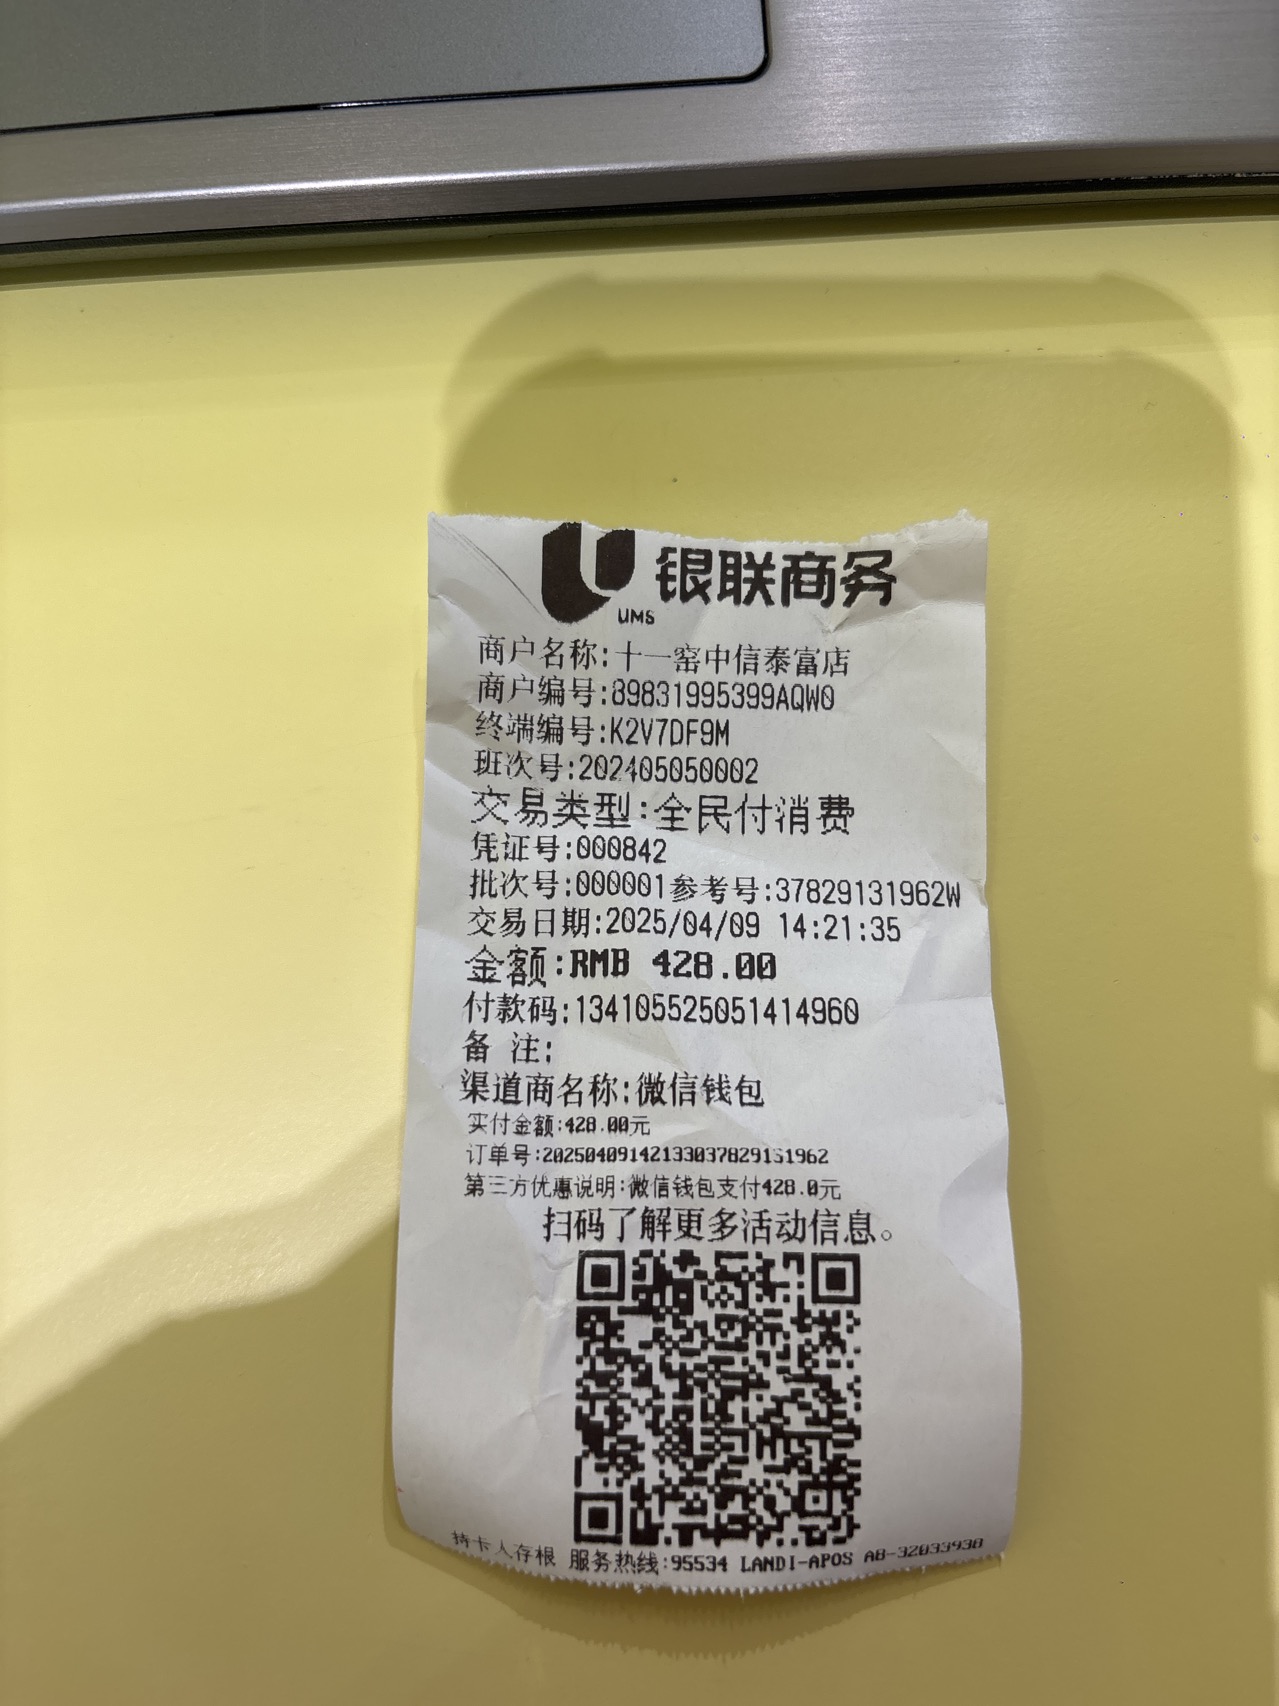 UMS 银联商务
商户名称:十一窑中信泰富店
商户编号:89831995399AQW0
终端编号:K2V7DF9M
班次号:202405050002
交易类型:全民付消费
凭证号:000842
批次号:000001参考号:37829131962W
交易日期:2025/04/09 14:21:35
金额:RMB 428.00
付款码:134105525051414960
备 注:
渠道商名称:微信钱包
实付金额:428.00元
订单号:20250409142133037829131962
第三方优惠说明:微信钱包支付428.0元
扫码了解更多活动信息。
持卡人存根 服务热线:95534 LANDI-APOS A8-32033938